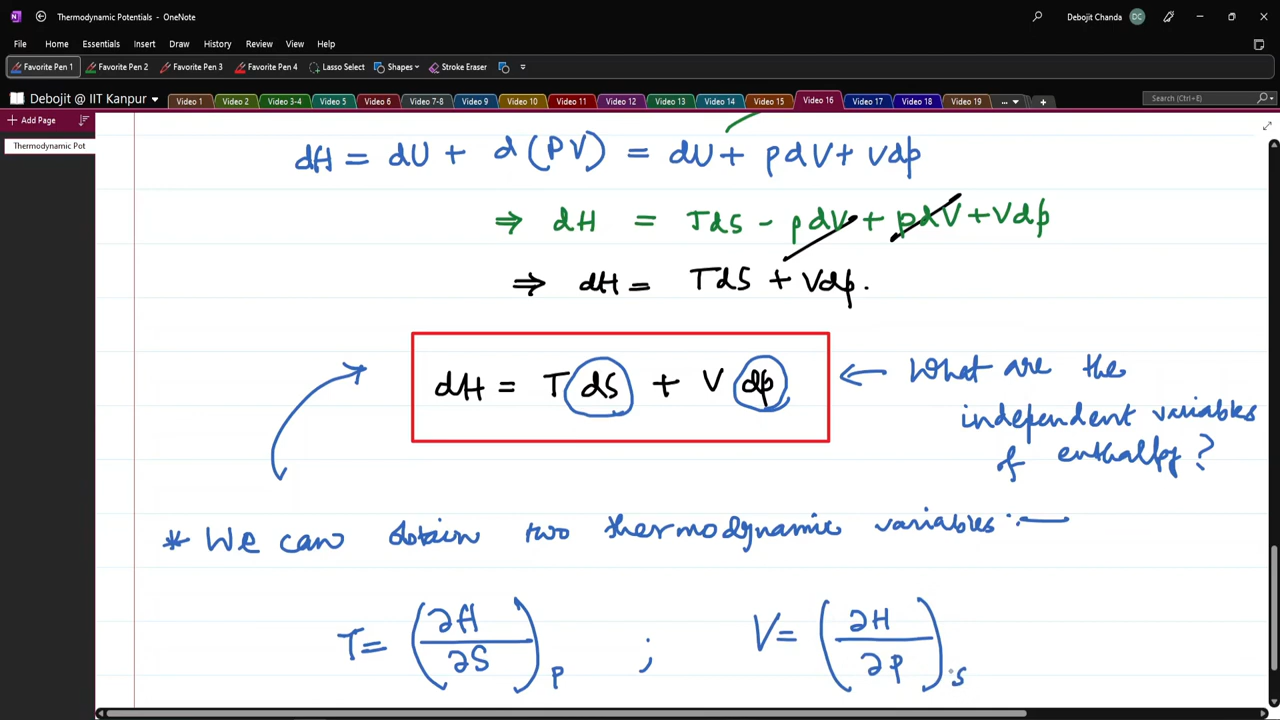 Thermodynamic Potentials - OneNote
Debojit Chanda DC
File Home Essentials Insert Draw History Review View Help
Favorite Pen 1 Favorite Pen 2 Favorite Pen 3 Favorite Pen 4 Lasso Select Shapes Stroke Eraser
Debojit @ IIT Kanpur Video 1 Video 2 Video 3-4 Video 5 Video 6 Video 7-8 Video 9 Video 10 Video 11 Video 12 Video 13 Video 14 Video 15 Video 16 Video 17 Video 18 Video 19 ... + Search (Ctrl+E)
+ Add Page
Thermodynamic Pot
dH = dU + d(PV) = dU + pdV + Vdp
⇒ dH = TdS - pdV + pdV + Vdp
⇒ dH = TdS + Vdp.
dH = T dS + V dp ← What are the
independent variables
of enthalpy?
* We can obtain two thermodynamic variables :—
T = (∂H/∂S)p ; V = (∂H/∂P)s